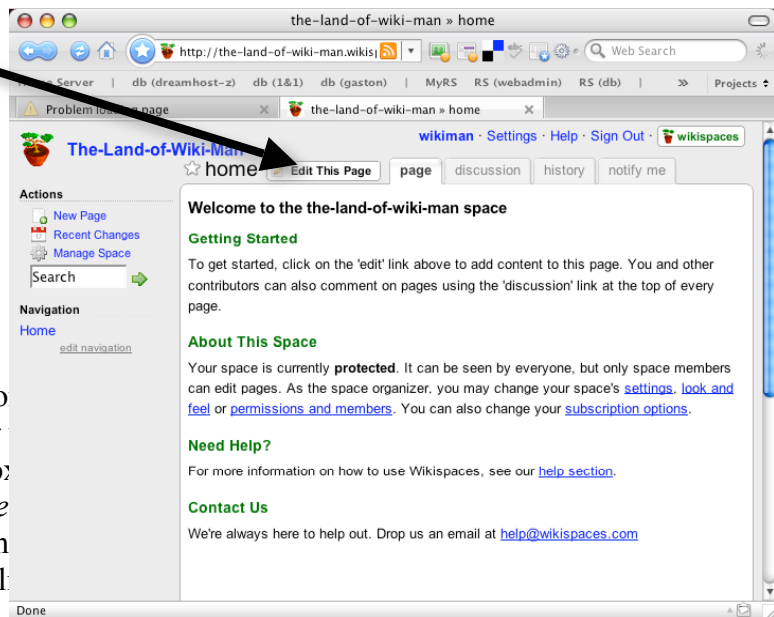 the-land-of-wiki-man » home
http://the-land-of-wiki-man.wikis
Web Search
Server | db (dreamhost-z) db (1&1) db (gaston) | MyRS RS (webadmin) RS (db) | » Projects
Problem loading page
the-land-of-wiki-man » home
wikiman · Settings · Help · Sign Out · wikispaces
The-Land-of-Wiki-Man
home Edit This Page page discussion history notify me
Actions
New Page
Recent Changes
Manage Space
Search
Navigation
Home
edit navigation
Welcome to the the-land-of-wiki-man space
Getting Started
To get started, click on the 'edit' link above to add content to this page. You and other
contributors can also comment on pages using the 'discussion' link at the top of every
page.
About This Space
Your space is currently protected. It can be seen by everyone, but only space members
can edit pages. As the space organizer, you may change your space's settings, look and
feel or permissions and members. You can also change your subscription options.
Need Help?
For more information on how to use Wikispaces, see our help section.
Contact Us
We're always here to help out. Drop us an email at help@wikispaces.com
Done